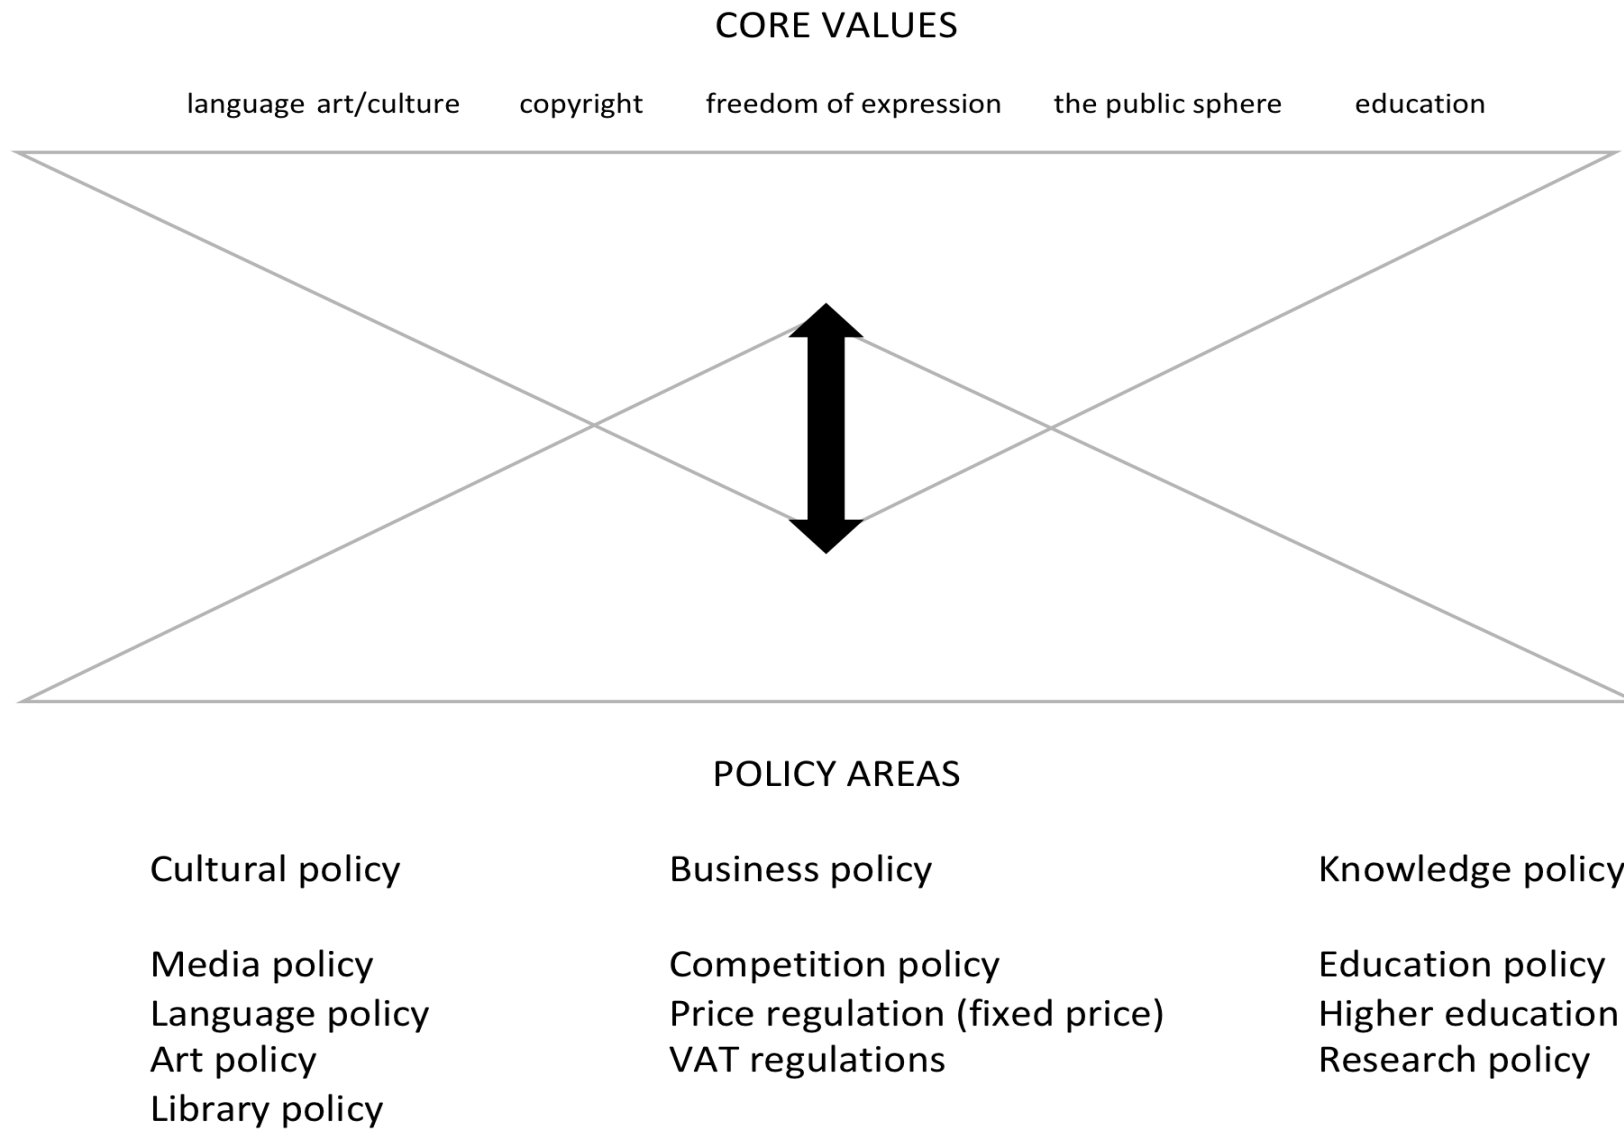 CORE VALUES
language art/culture copyright freedom of expression the public sphere education
POLICY AREAS
Cultural policy Business policy Knowledge policy
Media policy Competition policy Education policy
Language policy Price regulation (fixed price) Higher education
Art policy VAT regulations Research policy
Library policy